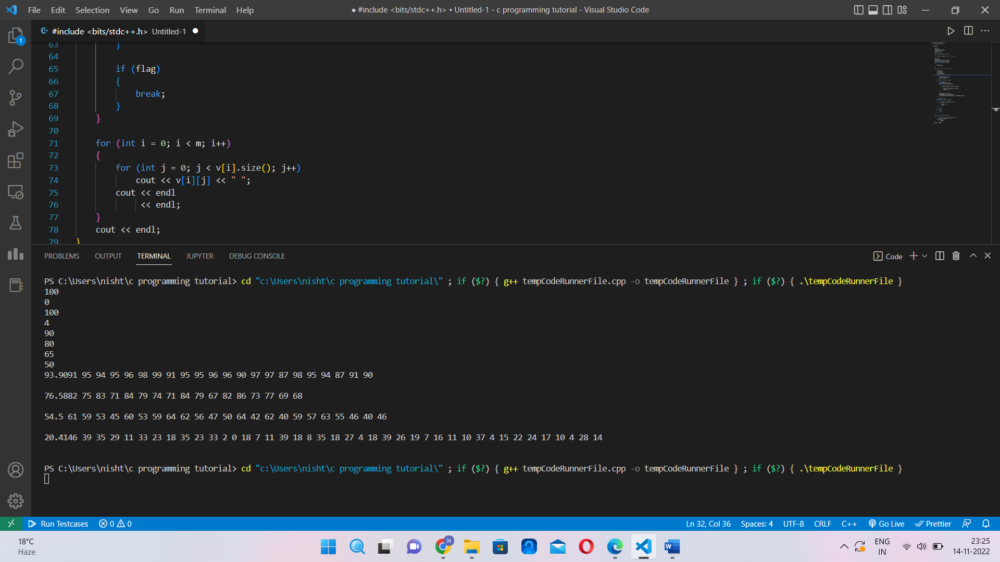 File Edit Selection View Go Run Terminal Help
● #include <bits/stdc++.h> • Untitled-1 - c programming tutorial - Visual Studio Code
#include <bits/stdc++.h> Untitled-1 ●
1
63 }
64
65 if (flag)
66 {
67 break;
68 }
69 }
70
71 for (int i = 0; i < m; i++)
72 {
73 for (int j = 0; j < v[i].size(); j++)
74 cout << v[i][j] << " ";
75 cout << endl
76 << endl;
77 }
78 cout << endl;
79 }
PROBLEMS OUTPUT TERMINAL JUPYTER DEBUG CONSOLE
Code
PS C:\Users\nisht\c programming tutorial> cd "c:\Users\nisht\c programming tutorial\" ; if ($?) { g++ tempCodeRunnerFile.cpp -o tempCodeRunnerFile } ; if ($?) { .\tempCodeRunnerFile }
100
0
100
4
90
80
65
50
93.9091 95 94 95 96 98 99 91 95 95 96 96 90 97 97 87 98 95 94 87 91 90
76.5882 75 83 71 84 79 74 71 84 79 67 82 86 73 77 69 68
54.5 61 59 53 45 60 53 59 64 62 56 47 50 64 42 62 40 59 57 63 55 46 40 46
20.4146 39 35 29 11 33 23 18 35 23 33 2 0 18 7 11 39 18 8 35 18 27 4 18 39 26 19 7 16 11 10 37 4 15 22 24 17 10 4 28 14
PS C:\Users\nisht\c programming tutorial> cd "c:\Users\nisht\c programming tutorial\" ; if ($?) { g++ tempCodeRunnerFile.cpp -o tempCodeRunnerFile } ; if ($?) { .\tempCodeRunnerFile }
Run Testcases 0 0
Ln 32, Col 36 Spaces: 4 UTF-8 CRLF C++ Go Live Prettier
18°C
Haze
N
W
ENG
IN
23:25
14-11-2022